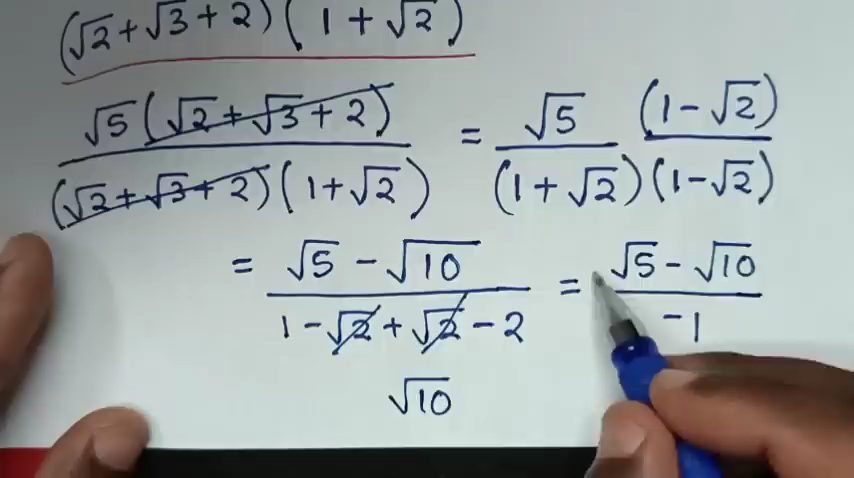 (√2+√3+2)(1+√2)
√5(√2+√3+2) / (√2+√3+2)(1+√2) = √5 / (1+√2) (1-√2) / (1-√2)
= √5-√10 / 1-√2+√2-2 = √5-√10 / -1
√10